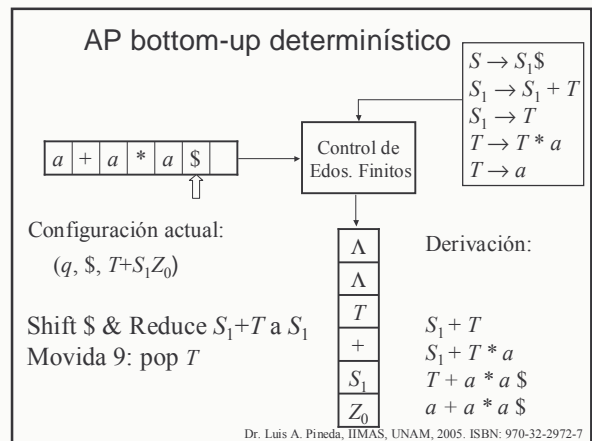 AP bottom-up determinístico
S → S₁$
S₁ → S₁ + T
S₁ → T
T → T * a
T → a
a + a * a $
Control de
Edos. Finitos
Configuración actual:
(q, $, T+S₁Z₀)
Shift $ & Reduce S₁+T a S₁
Movida 9: pop T
Λ
Λ
T
+
S₁
Z₀
Derivación:
S₁ + T
S₁ + T * a
T + a * a $
a + a * a $
Dr. Luis A. Pineda, IIMAS, UNAM, 2005. ISBN: 970-32-2972-7